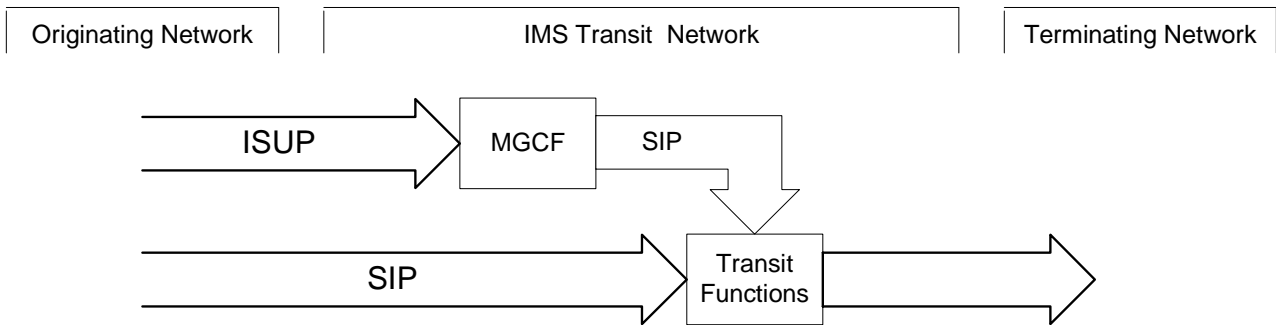 Originating Network
IMS Transit Network
Terminating Network
ISUP
MGCF
SIP
SIP
Transit
Functions